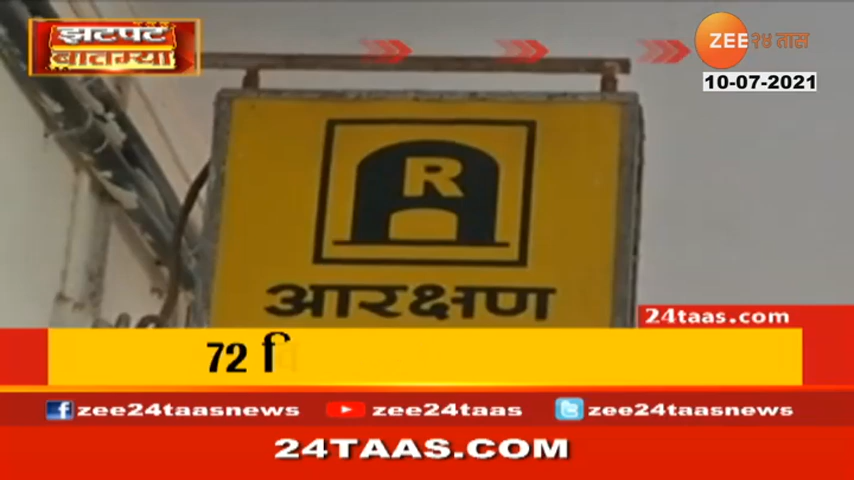 झटपट
बातम्या
ZEE २४ तास
10-07-2021
R
आरक्षण
24taas.com
72
zee24taasnews
zee24taas
zee24taasnews
24TAAS.COM